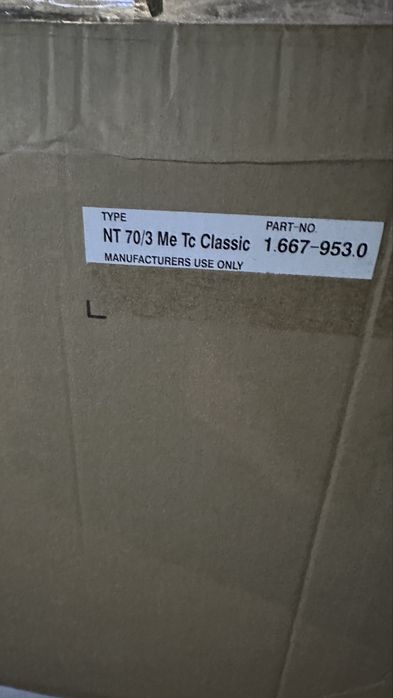 TYPE PART-NO.
NT 70/3 Me Tc Classic 1.667-953.0
MANUFACTURERS USE ONLY